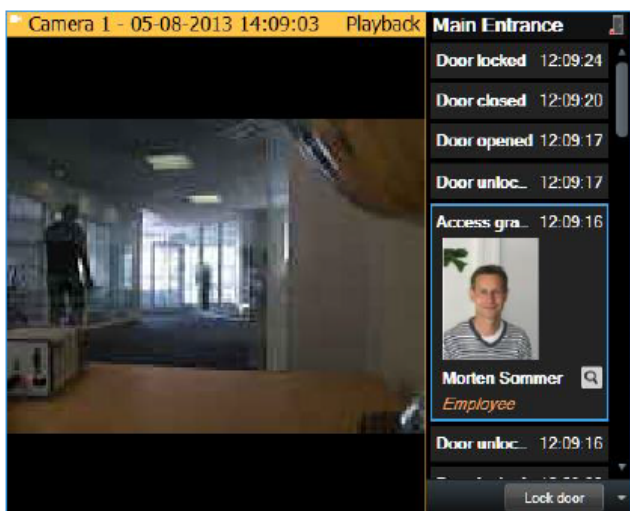 Camera 1 - 05-08-2013 14:09:03 Playback
Main Entrance
Door locked 12:09:24
Door closed 12:09:20
Door opened 12:09:17
Door unloc... 12:09:17
Access gra... 12:09:16
Morten Sommer
Employee
Door unloc... 12:09:16
Lock door